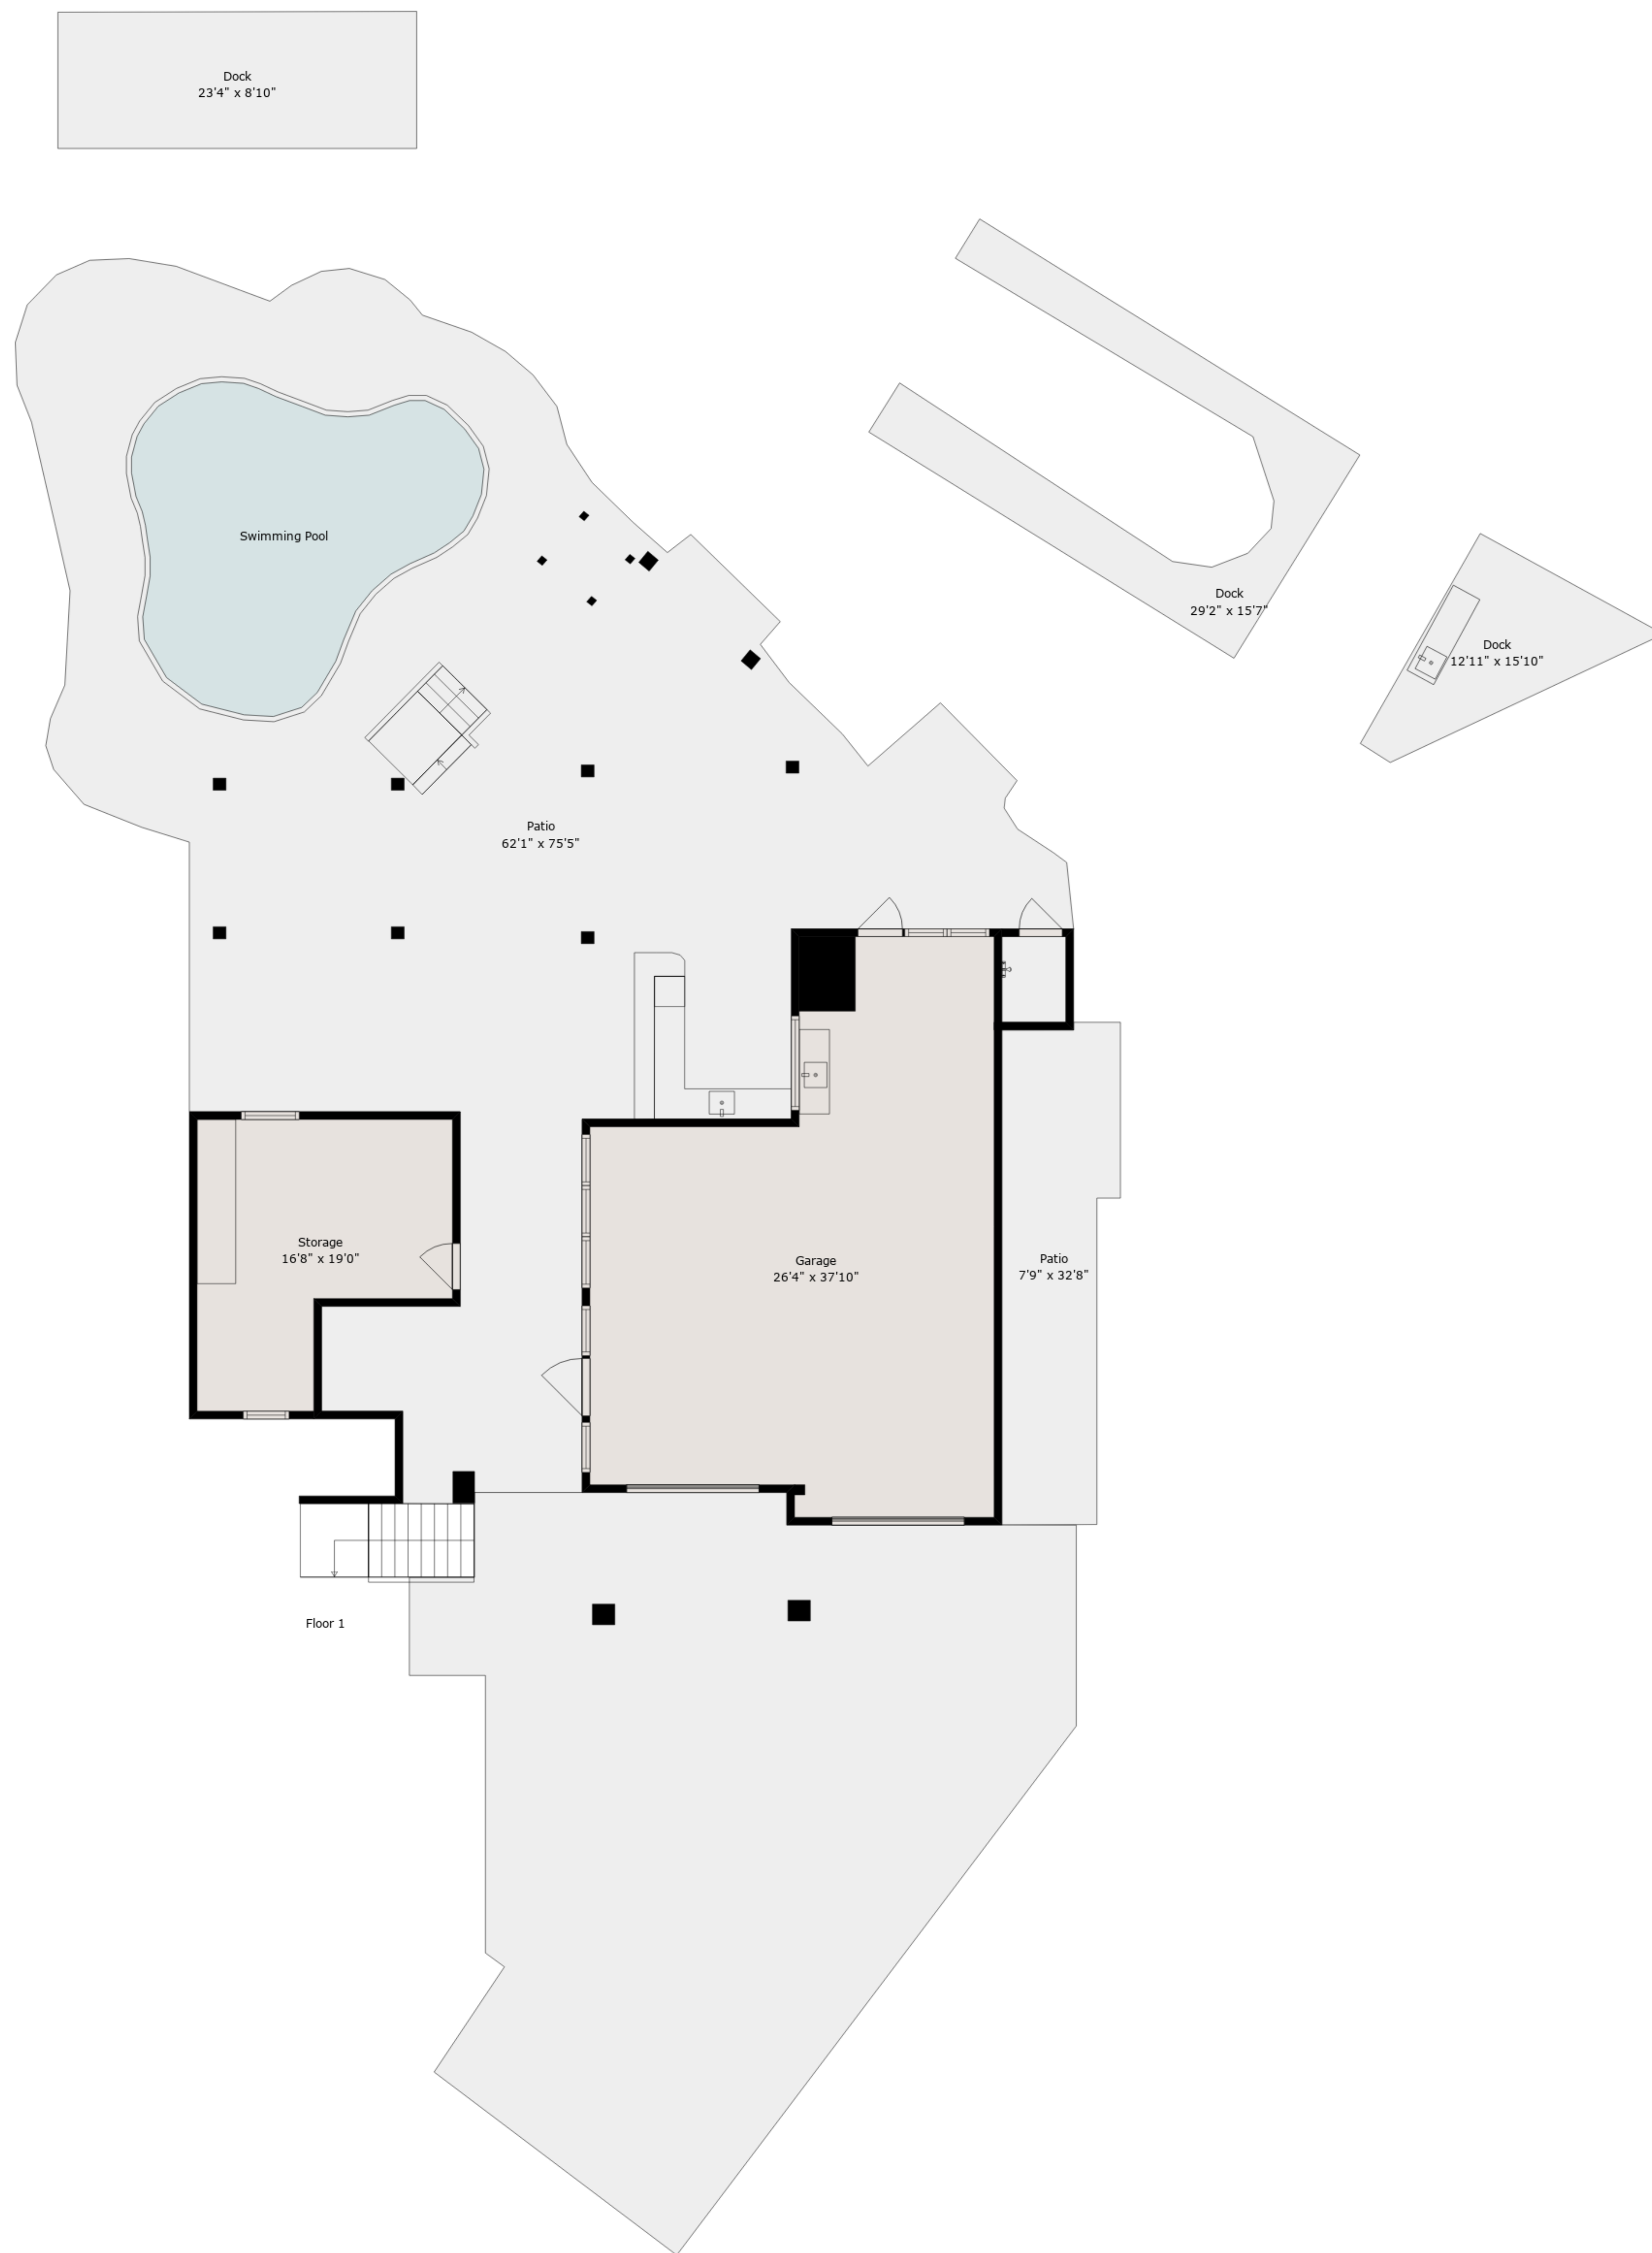 Dock
23'4" x 8'10"
Swimming Pool
Dock
29'2" x 15'7"
Dock
12'11" x 15'10"
Patio
62'1" x 75'5"
Storage
16'8" x 19'0"
Garage
26'4" x 37'10"
Patio
7'9" x 32'8"
Floor 1